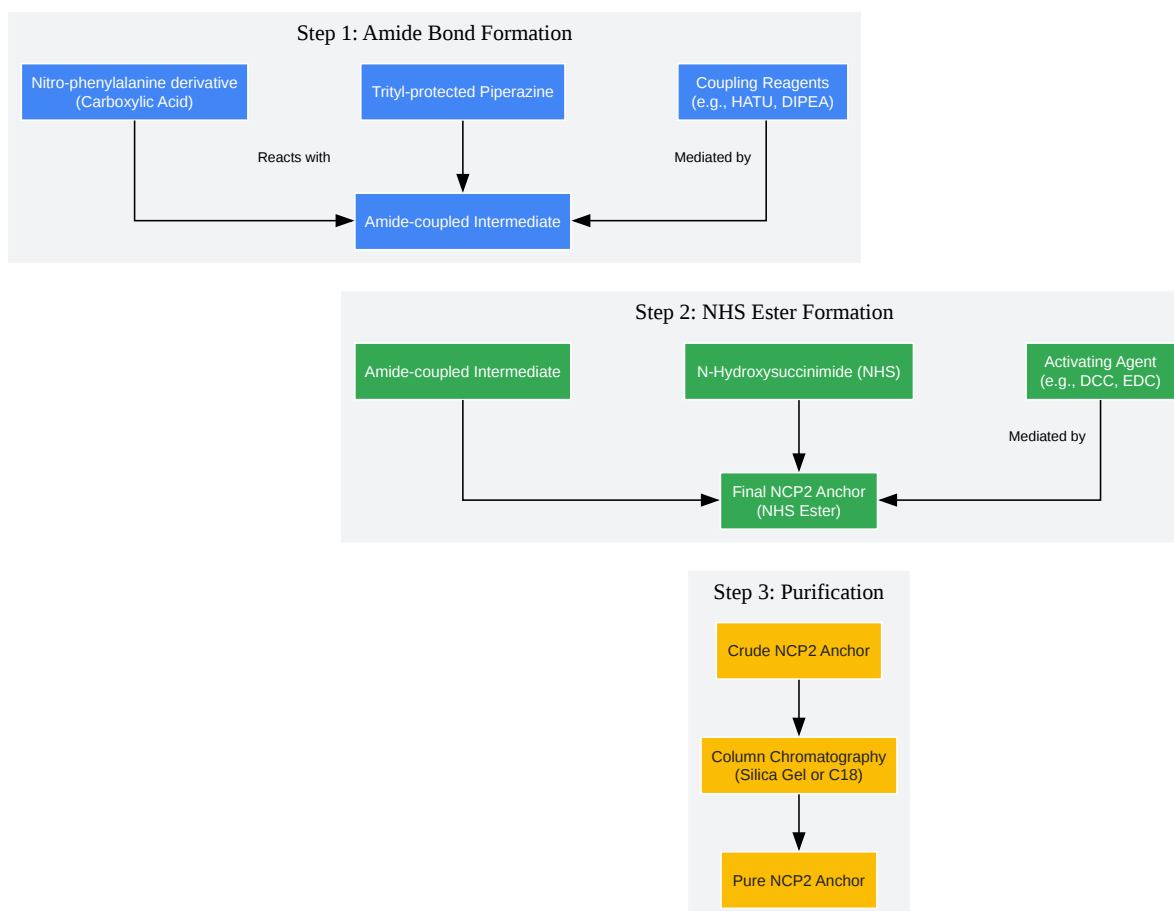 Step 1: Amide Bond Formation
Nitro-phenylalanine derivative
(Carboxylic Acid)
Trityl-protected Piperazine
Coupling Reagents
(e.g., HATU, DIPEA)
Reacts with
Mediated by
Amide-coupled Intermediate
Step 2: NHS Ester Formation
Amide-coupled Intermediate
N-Hydroxysuccinimide (NHS)
Activating Agent
(e.g., DCC, EDC)
Mediated by
Final NCP2 Anchor
(NHS Ester)
Step 3: Purification
Crude NCP2 Anchor
Column Chromatography
(Silica Gel or C18)
Pure NCP2 Anchor